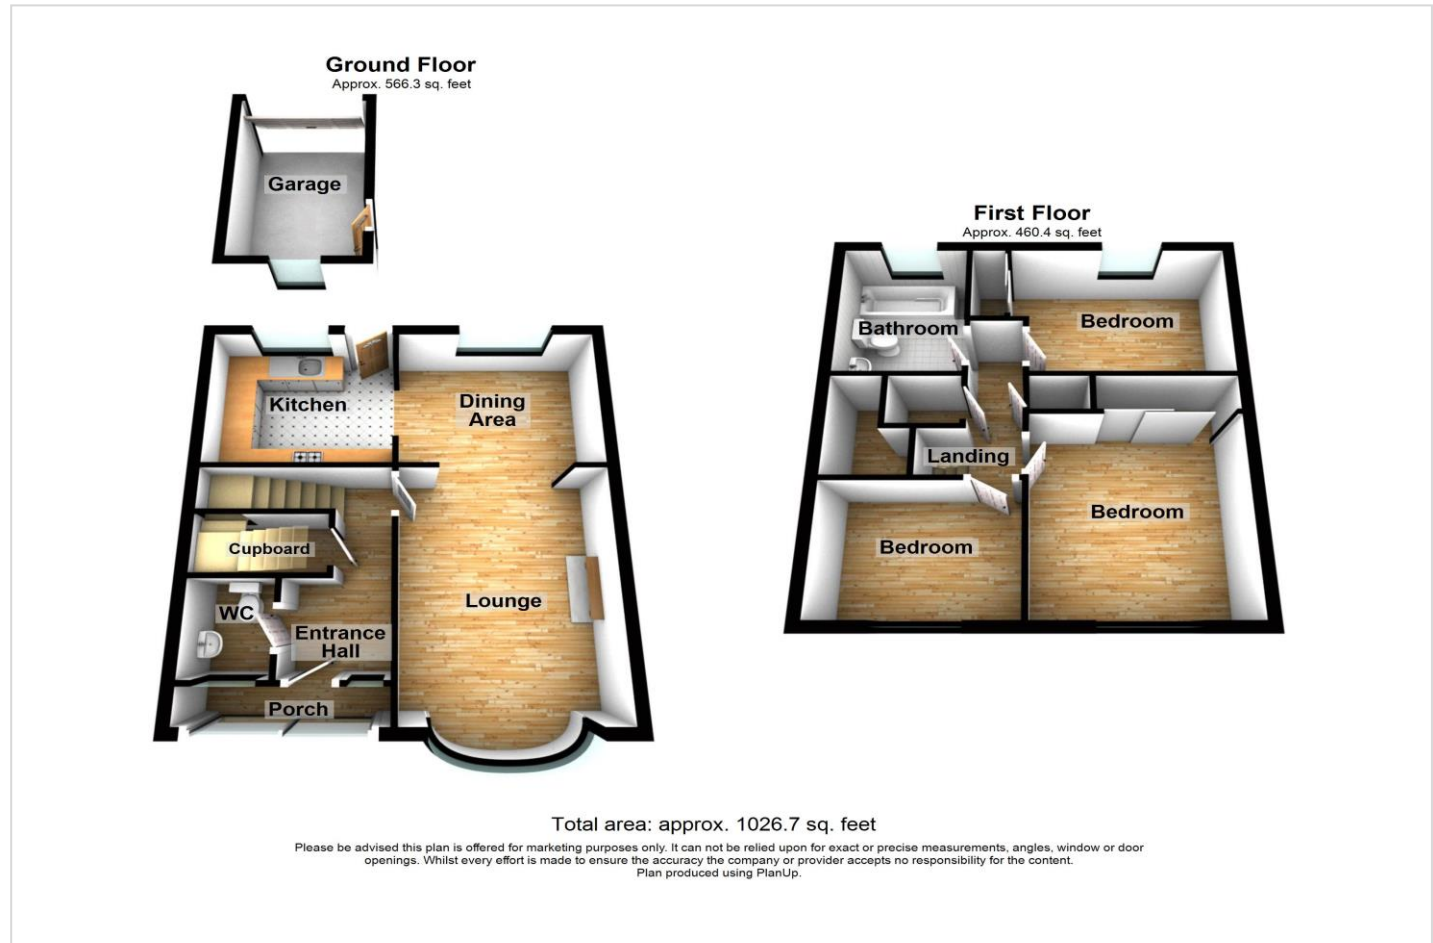 Ground Floor
Approx. 566.3 sq. feet
Garage
Kitchen
Dining
Area
Cupboard
Lounge
WC
Entrance
Hall
Porch
First Floor
Approx. 460.4 sq. feet
Bathroom
Bedroom
Landing
Bedroom
Bedroom
Total area: approx. 1026.7 sq. feet
Please be advised this plan is offered for marketing purposes only. It can not be relied upon for exact or precise measurements, angles, window or door
openings. Whilst every effort is made to ensure the accuracy the company or provider accepts no responsibility for the content.
Plan produced using PlanUp.